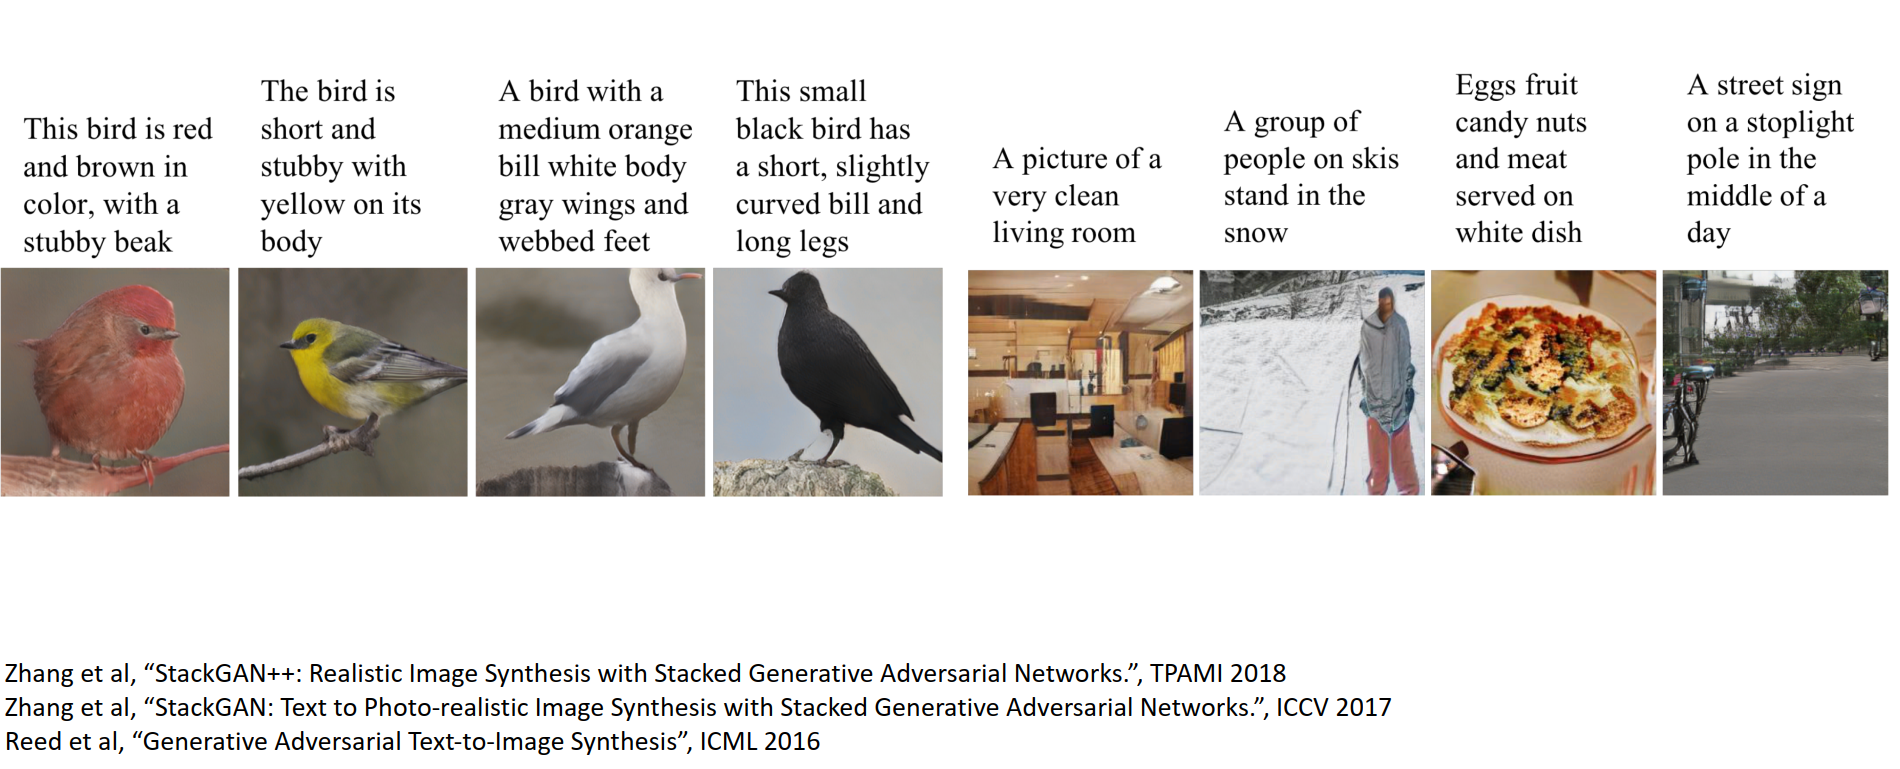 This bird is red
and brown in
color, with a
stubby beak
The bird is
short and
stubby with
yellow on its
body
A bird with a
medium orange
bill white body
gray wings and
webbed feet
This small
black bird has
a short, slightly
curved bill and
long legs
A picture of a
very clean
living room
A group of
people on skis
stand in the
snow
Eggs fruit
candy nuts
and meat
served on
white dish
A street sign
on a stoplight
pole in the
middle of a
day
Zhang et al, “StackGAN++: Realistic Image Synthesis with Stacked Generative Adversarial Networks.”, TPAMI 2018
Zhang et al, “StackGAN: Text to Photo-realistic Image Synthesis with Stacked Generative Adversarial Networks.”, ICCV 2017
Reed et al, “Generative Adversarial Text-to-Image Synthesis”, ICML 2016